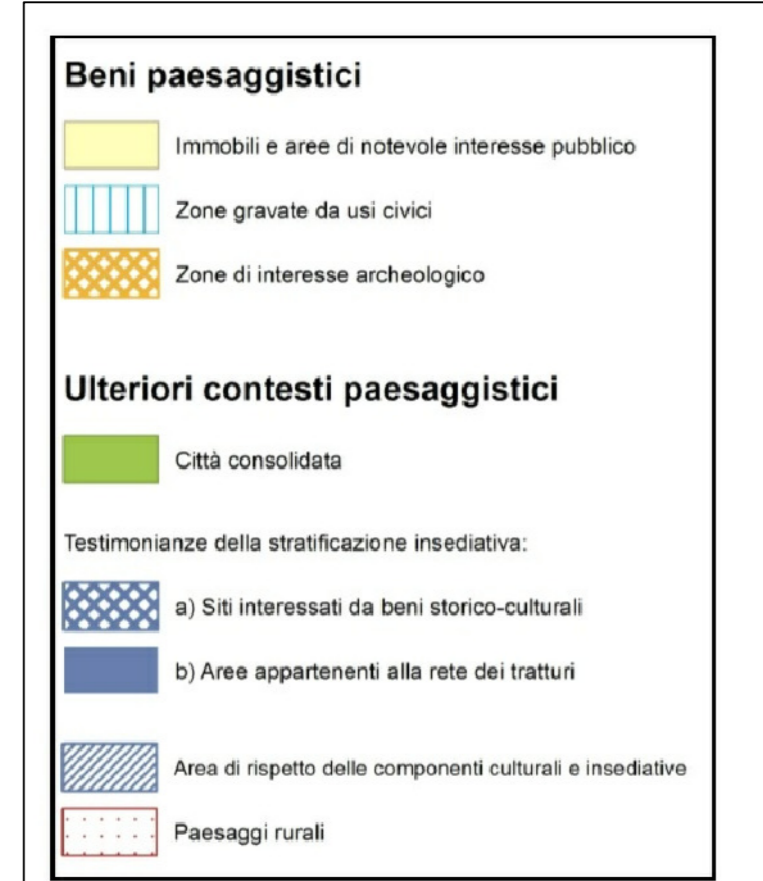 Beni paesaggistici
Immobili e aree di notevole interesse pubblico
Zone gravate da usi civici
Zone di interesse archeologico
Ulteriori contesti paesaggistici
Città consolidata
Testimonianze della stratificazione insediativa:
a) Siti interessati da beni storico-culturali
b) Aree appartenenti alla rete dei tratturi
Area di rispetto delle componenti culturali e insediative
Paesaggi rurali